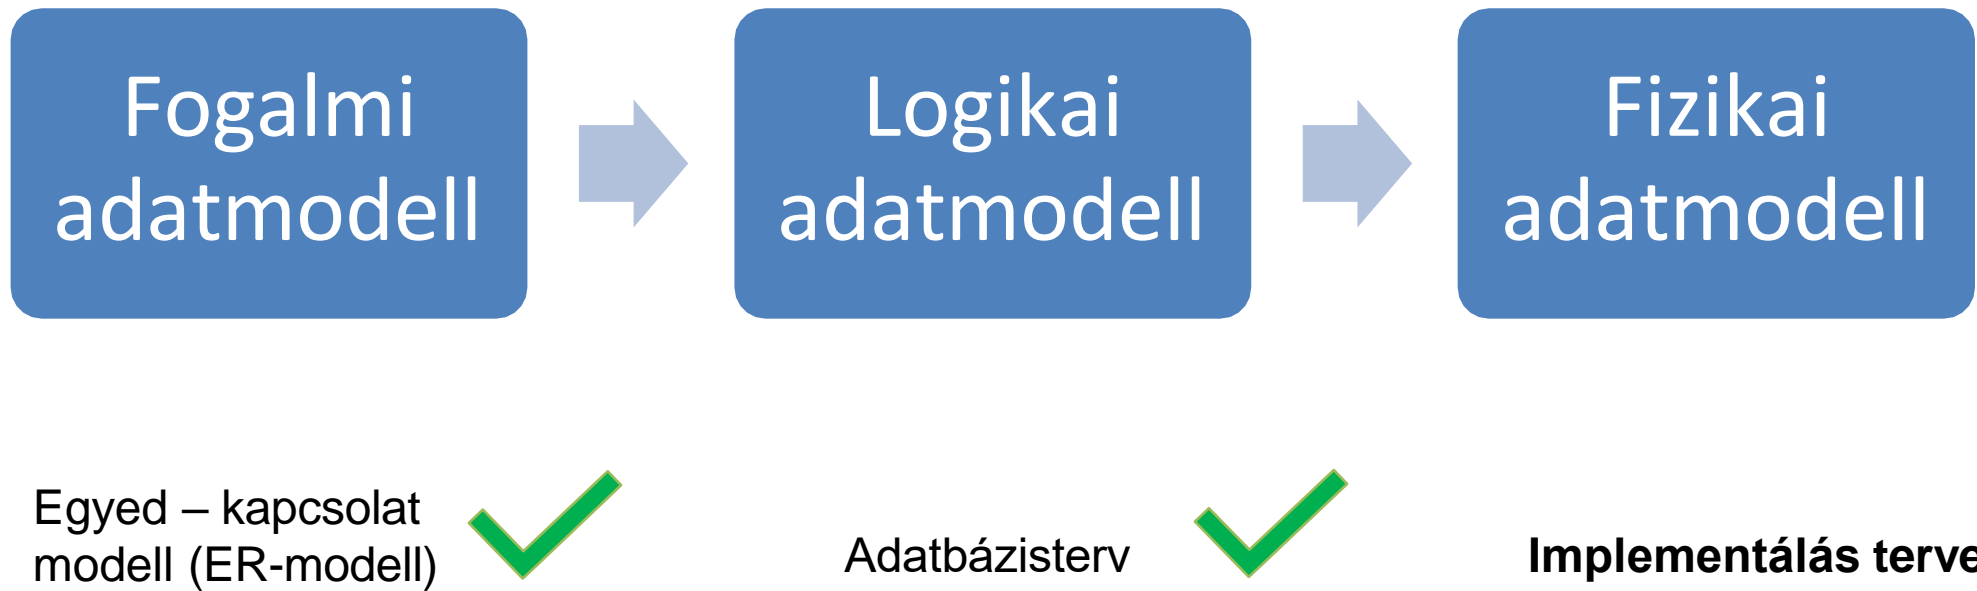 Fogalmi
adatmodell
Logikai
adatmodell
Fizikai
adatmodell
Egyed – kapcsolat
modell (ER-modell)
Adatbázisterv
Implementálás terve